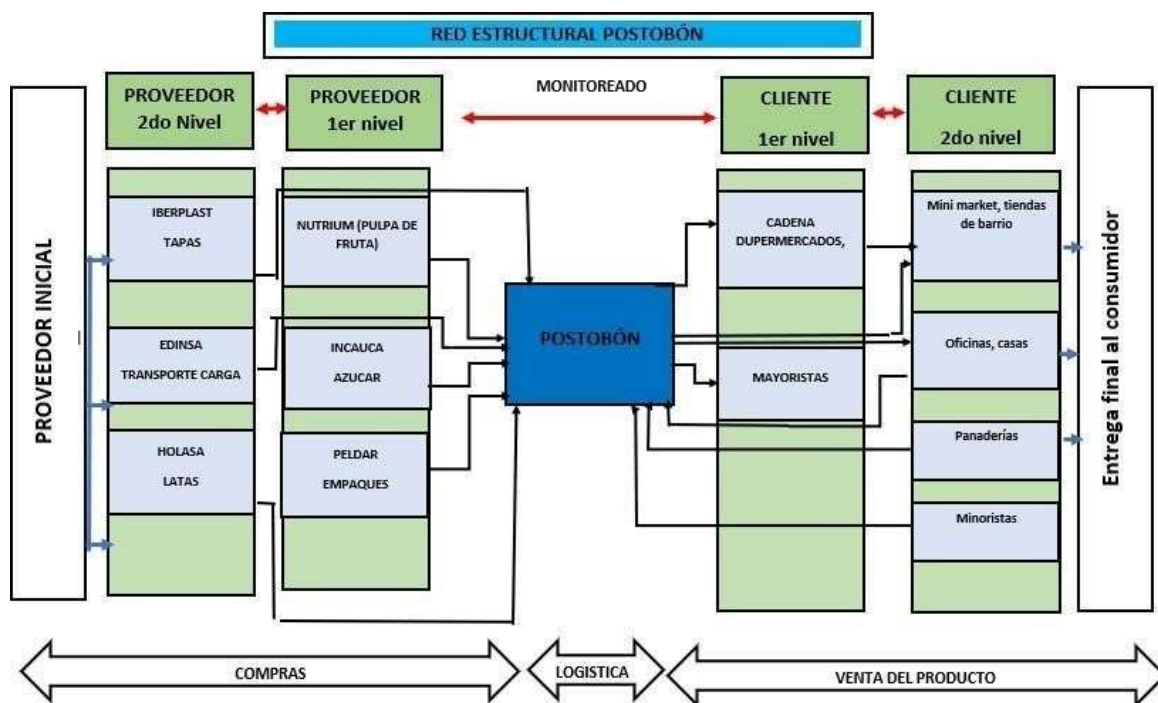 RED ESTRUCTURAL POSTOBÓN
PROVEEDOR INICIAL
PROVEEDOR
2do Nivel
PROVEEDOR
1er nivel
MONITOREADO
CLIENTE
1er nivel
CLIENTE
2do nivel
IBERPLAST
TAPAS
EDINSA
TRANSPORTE CARGA
HOLASA
LATAS
NUTRIUM (PULPA DE
FRUTA)
INCAUCA
AZUCAR
PELDAR
EMPAQUES
POSTOBÓN
CADENA
DUPERMERCADOS,
MAYORISTAS
Mini market, tiendas
de barrio
Oficinas, casas
Panaderías
Minoristas
Entrega final al consumidor
COMPRAS
LOGISTICA
VENTA DEL PRODUCTO